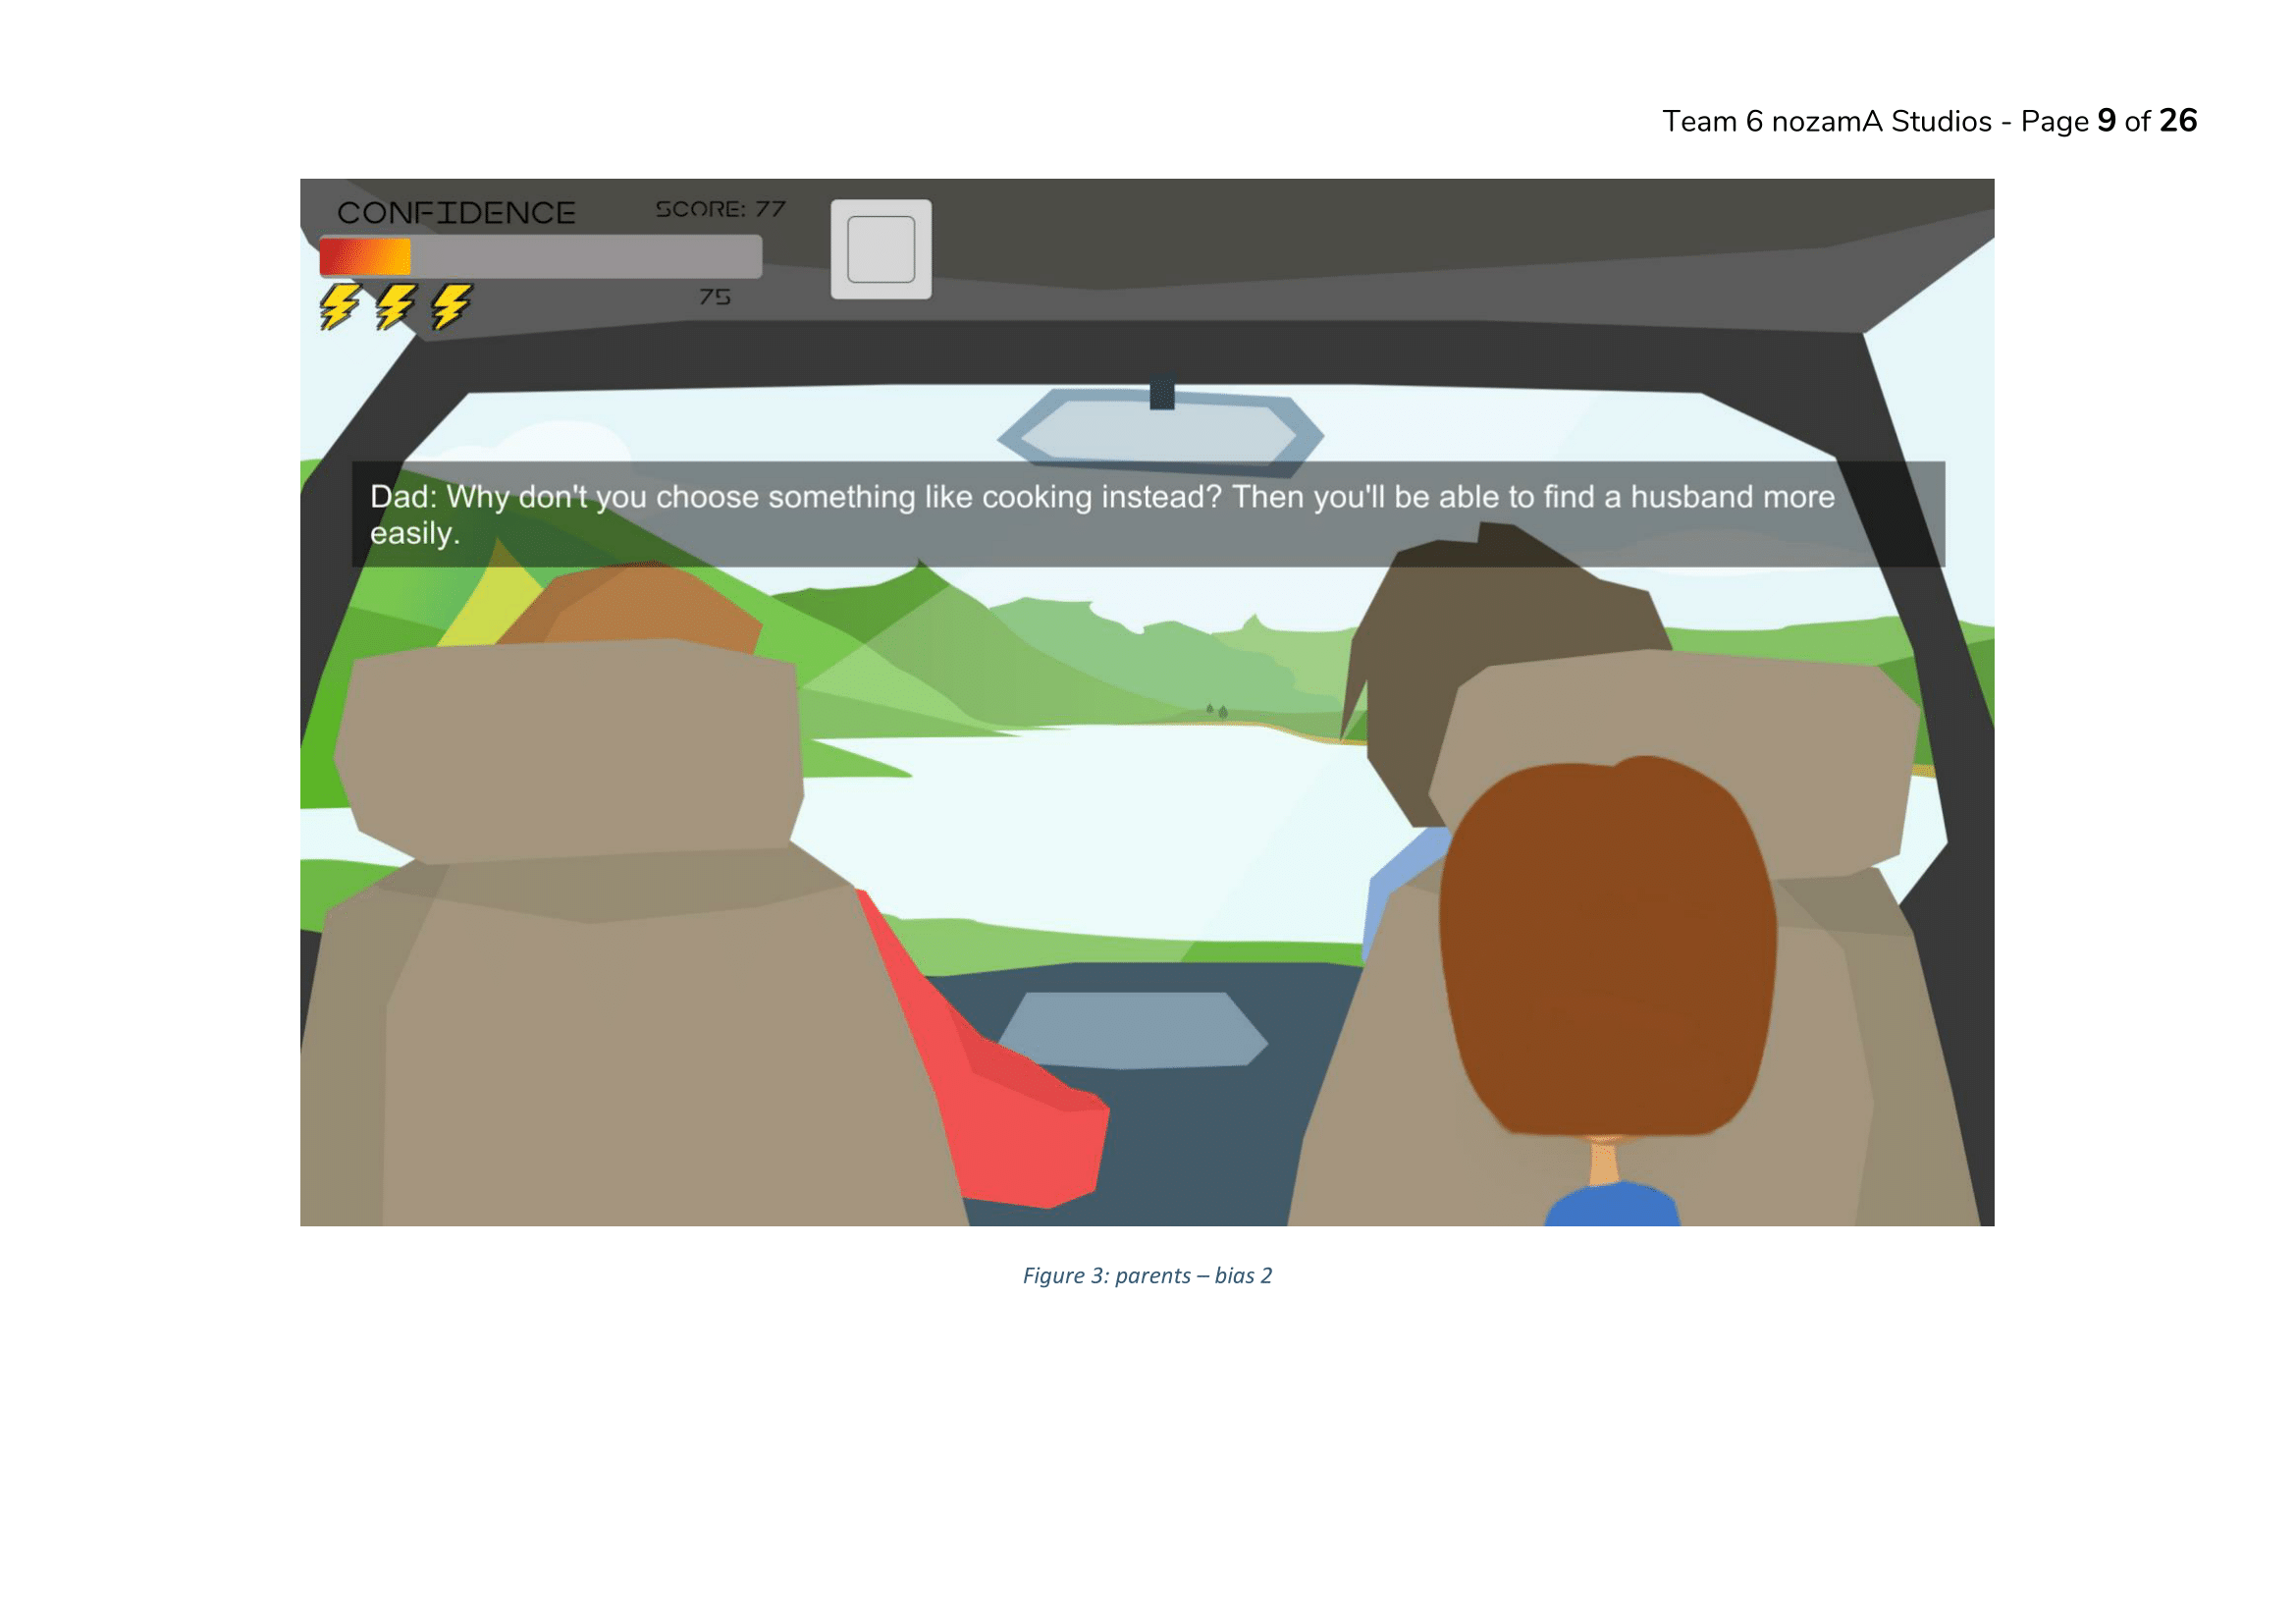 Team 6 nozamA Studios - Page 9 of 26
CONFIDENCE
SCORE: 77
75
Dad: Why don't you choose something like cooking instead? Then you'll be able to find a husband more
easily.
Figure 3: parents – bias 2